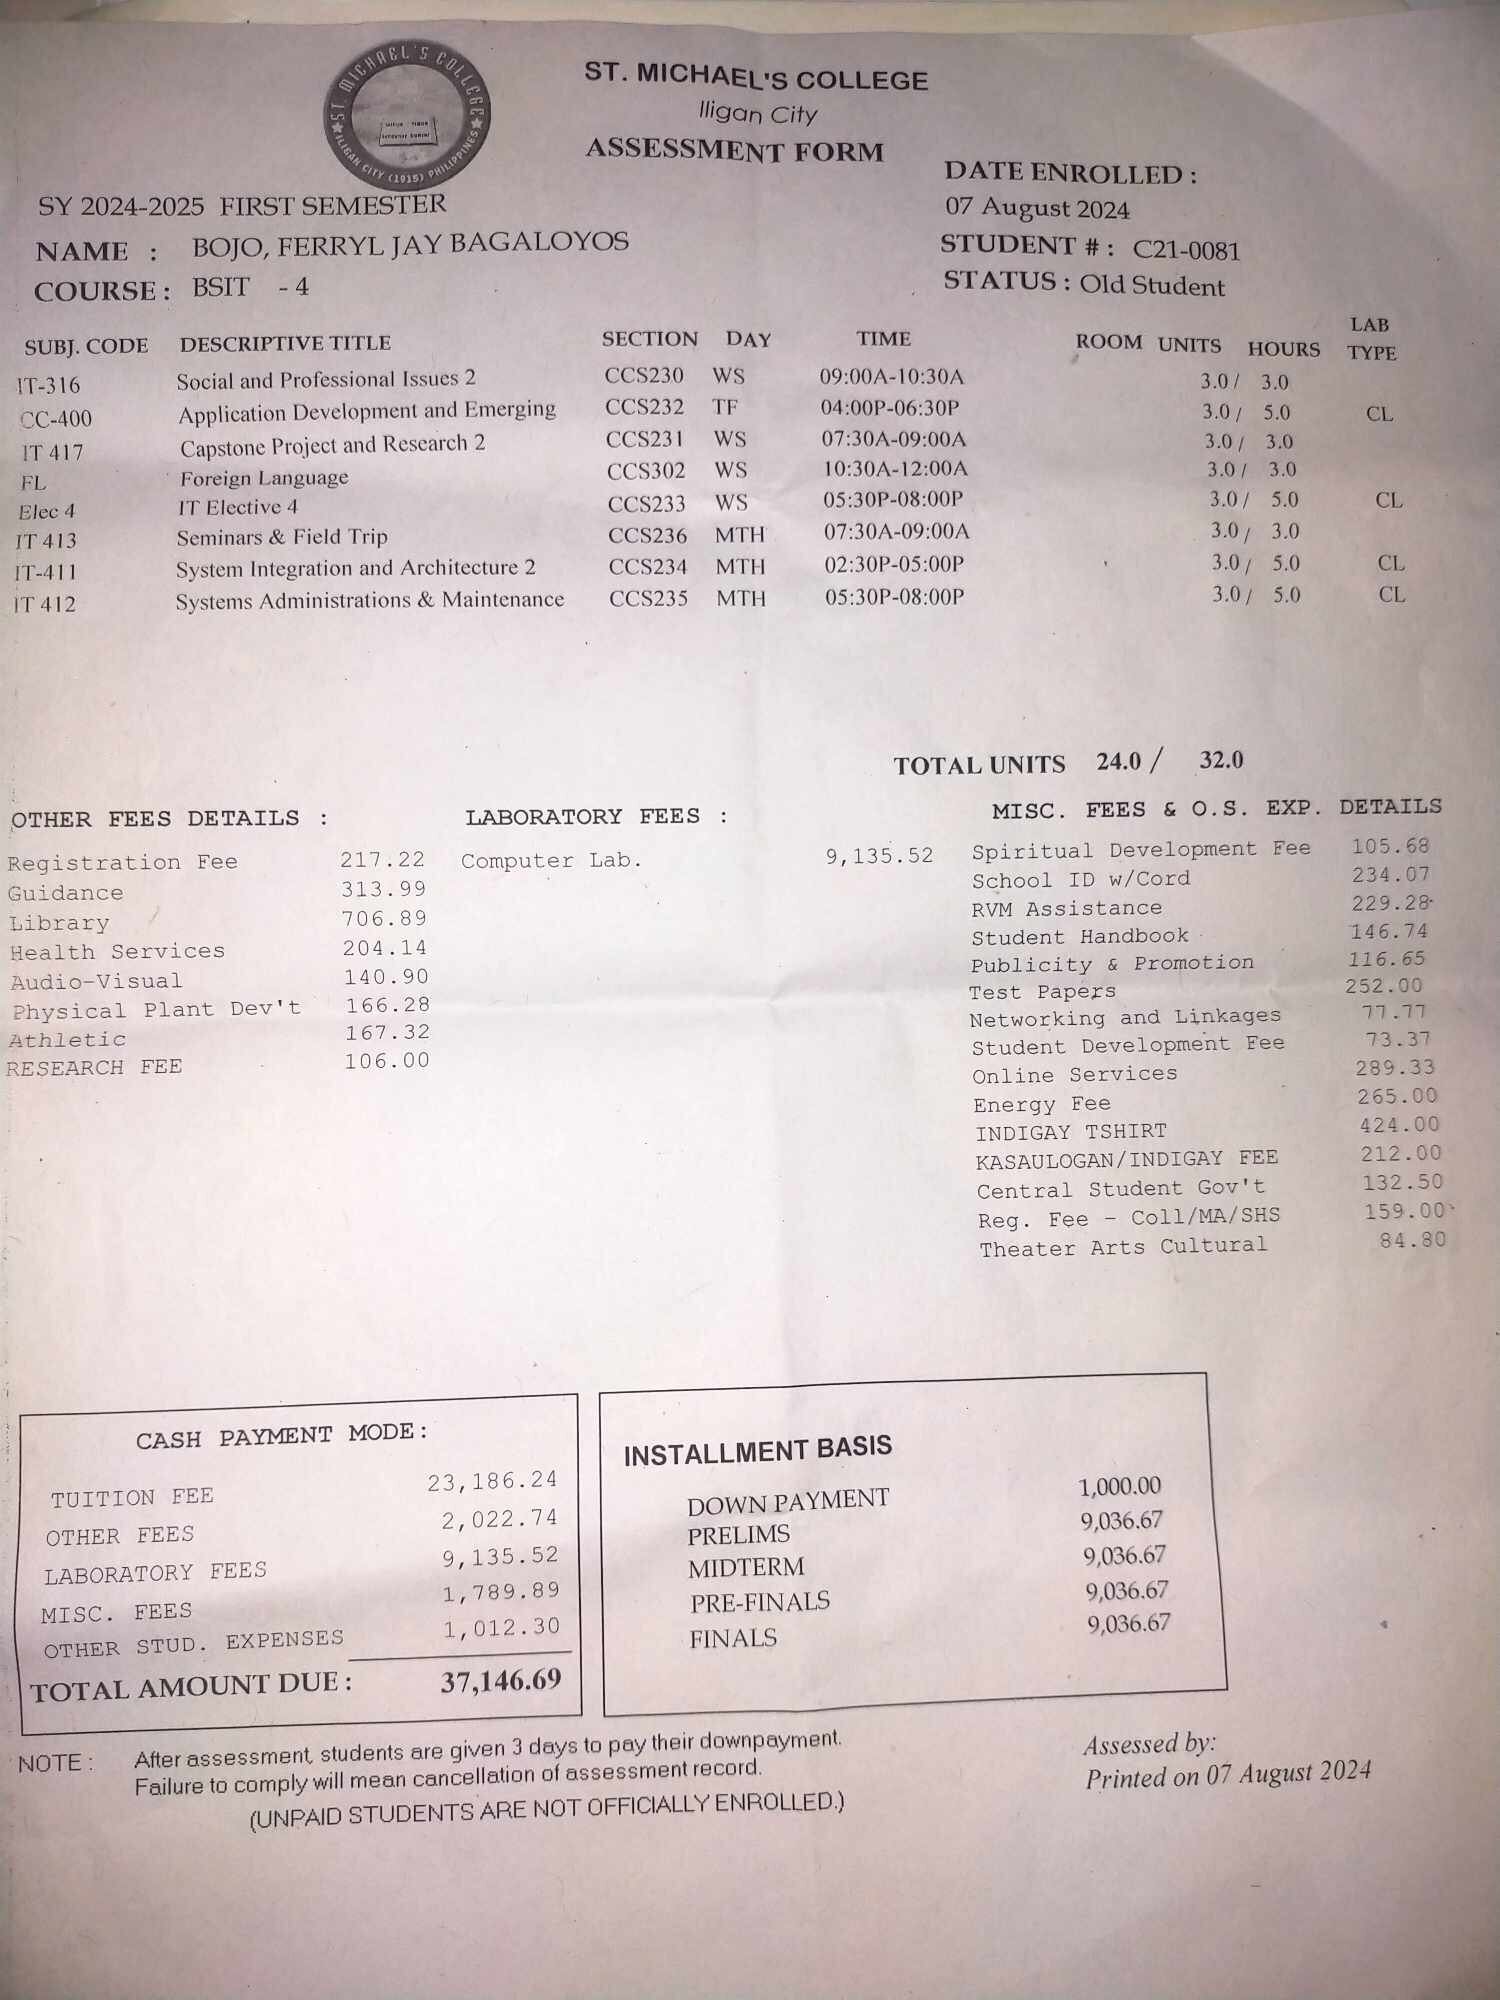 ST. MICHAEL'S COLLEGE
ILIGAN CITY (1915) PHILIPPINES
ST. MICHAEL'S COLLEGE
Iligan City
ASSESSMENT FORM
DATE ENROLLED :
07 August 2024
SY 2024-2025 FIRST SEMESTER
NAME : BOJO, FERRYL JAY BAGALOYOS
STUDENT # : C21-0081
COURSE : BSIT - 4
STATUS : Old Student
SUBJ. CODE DESCRIPTIVE TITLE SECTION DAY TIME ROOM UNITS HOURS LAB TYPE
IT-316 Social and Professional Issues 2 CCS230 WS 09:00A-10:30A 3.0 / 3.0
CC-400 Application Development and Emerging CCS232 TF 04:00P-06:30P 3.0 / 5.0 CL
IT 417 Capstone Project and Research 2 CCS231 WS 07:30A-09:00A 3.0 / 3.0
FL Foreign Language CCS302 WS 10:30A-12:00A 3.0 / 3.0
Elec 4 IT Elective 4 CCS233 WS 05:30P-08:00P 3.0 / 5.0 CL
IT 413 Seminars & Field Trip CCS236 MTH 07:30A-09:00A 3.0 / 3.0
IT-411 System Integration and Architecture 2 CCS234 MTH 02:30P-05:00P 3.0 / 5.0 CL
IT 412 Systems Administrations & Maintenance CCS235 MTH 05:30P-08:00P 3.0 / 5.0 CL
TOTAL UNITS 24.0 / 32.0
OTHER FEES DETAILS :
Registration Fee 217.22
Guidance 313.99
Library 706.89
Health Services 204.14
Audio-Visual 140.90
Physical Plant Dev't 166.28
Athletic 167.32
RESEARCH FEE 106.00
LABORATORY FEES :
Computer Lab. 9,135.52
MISC. FEES & O.S. EXP. DETAILS
Spiritual Development Fee 105.68
School ID w/Cord 234.07
RVM Assistance 229.28
Student Handbook 146.74
Publicity & Promotion 116.65
Test Papers 252.00
Networking and Linkages 77.77
Student Development Fee 73.37
Online Services 289.33
Energy Fee 265.00
INDIGAY TSHIRT 424.00
KASAULOGAN/INDIGAY FEE 212.00
Central Student Gov't 132.50
Reg. Fee - Coll/MA/SHS 159.00
Theater Arts Cultural 84.80
CASH PAYMENT MODE:
TUITION FEE 23,186.24
OTHER FEES 2,022.74
LABORATORY FEES 9,135.52
MISC. FEES 1,789.89
OTHER STUD. EXPENSES 1,012.30
TOTAL AMOUNT DUE : 37,146.69
INSTALLMENT BASIS
DOWN PAYMENT 1,000.00
PRELIMS 9,036.67
MIDTERM 9,036.67
PRE-FINALS 9,036.67
FINALS 9,036.67
NOTE : After assessment, students are given 3 days to pay their downpayment.
Failure to comply will mean cancellation of assessment record.
(UNPAID STUDENTS ARE NOT OFFICIALLY ENROLLED.)
Assessed by:
Printed on 07 August 2024